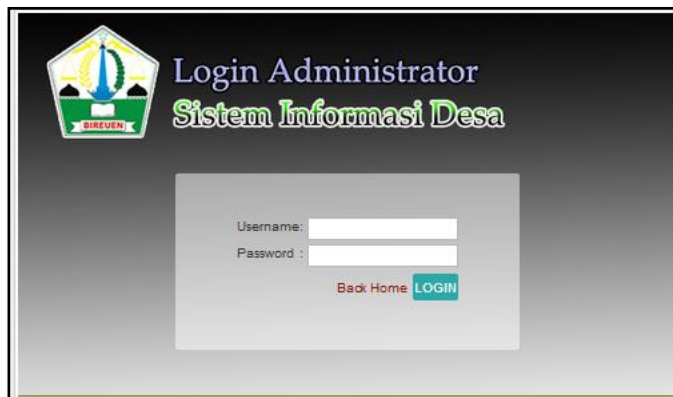 BIREUEN
Login Administrator
Sistem Informasi Desa
Username:
Password :
Back Home LOGIN